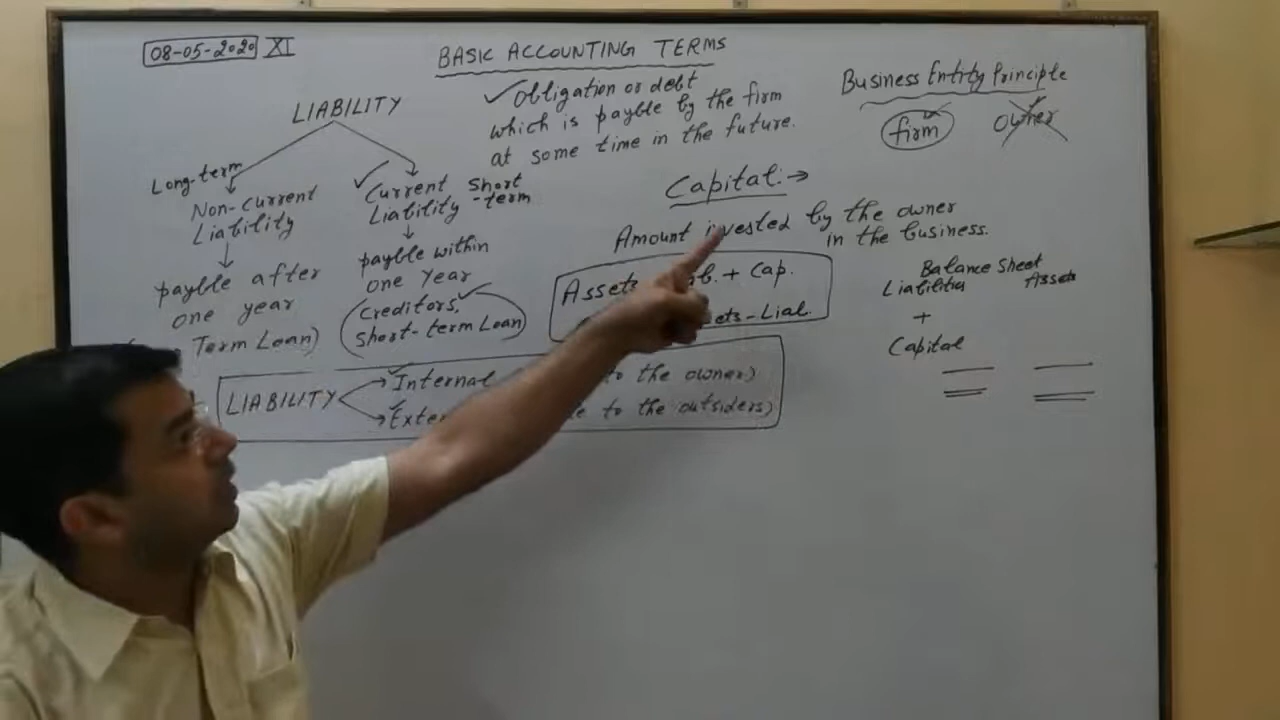 08-05-2020 XI
BASIC ACCOUNTING TERMS
LIABILITY
Obligation or debt
which is payble by the firm
at some time in the future.
Business Entity Principle
firm owner
Long-term
Non-Current
Liability
payble after
one year
Term Loan)
Current Short
Liability -term
payble within
one Year
(Creditors,
Short-term Loan)
Capital:→
Amount invested by the owner
in the business.
Assets + Cap.
- Liab.
LIABILITY
Internal to the owner)
to the outsiders)
Balance Sheet
Liabilities Assets
+
Capital